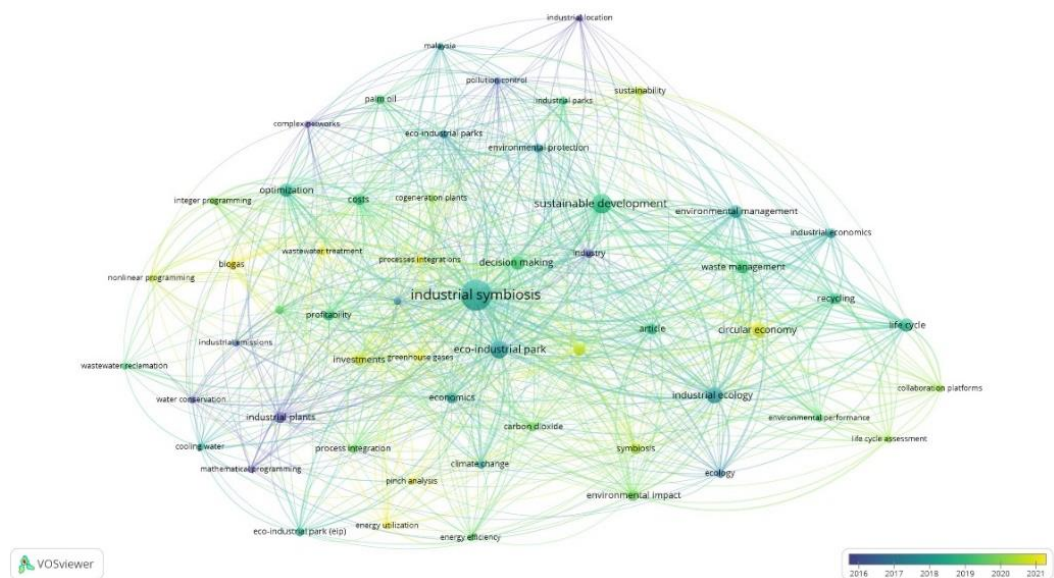 industrial location
malaysia
pollution control
sustainability
palm oil
industrial parks
complex networks
eco-industrial parks
environmental protection
optimization
integer programming
costs
cogeneration plants
sustainable development
environmental management
industrial economics
wastewater treatment
industry
biogas
processes integrations
decision making
waste management
nonlinear programming
industrial symbiosis
recycling
profitability
life cycle
article
circular economy
industrial emissions
eco-industrial park
investments
greenhouse gases
wastewater reclamation
collaboration platforms
industrial ecology
economics
water conservation
industrial plants
environmental performance
carbon dioxide
life cycle assessment
cooling water
process integration
symbiosis
climate change
mathematical programming
ecology
pinch analysis
environmental impact
energy utilization
eco-industrial park (eip)
energy efficiency
VOSviewer
2016 2017 2018 2019 2020 2021